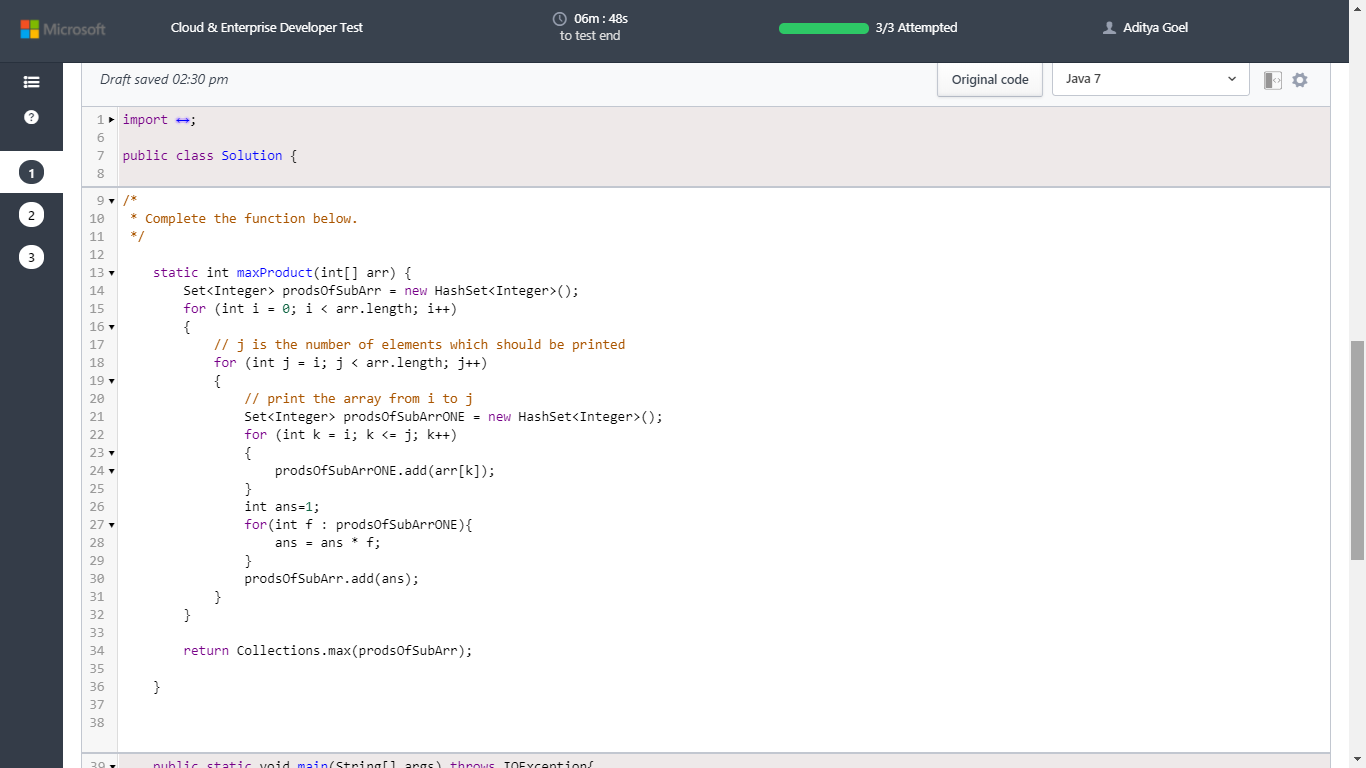 Microsoft
Cloud & Enterprise Developer Test
06m : 48s
to test end
3/3 Attempted
Aditya Goel
Draft saved 02:30 pm
Original code
Java 7
?
1
2
3
1 import ↔;
6
7 public class Solution {
8
9 /*
10 * Complete the function below.
11 */
12
13 static int maxProduct(int[] arr) {
14 Set<Integer> prodsOfSubArr = new HashSet<Integer>();
15 for (int i = 0; i < arr.length; i++)
16 {
17 // j is the number of elements which should be printed
18 for (int j = i; j < arr.length; j++)
19 {
20 // print the array from i to j
21 Set<Integer> prodsOfSubArrONE = new HashSet<Integer>();
22 for (int k = i; k <= j; k++)
23 {
24 prodsOfSubArrONE.add(arr[k]);
25 }
26 int ans=1;
27 for(int f : prodsOfSubArrONE){
28 ans = ans * f;
29 }
30 prodsOfSubArr.add(ans);
31 }
32 }
33
34 return Collections.max(prodsOfSubArr);
35
36 }
37
38
39 public static void main(String[] args) throws IOException{